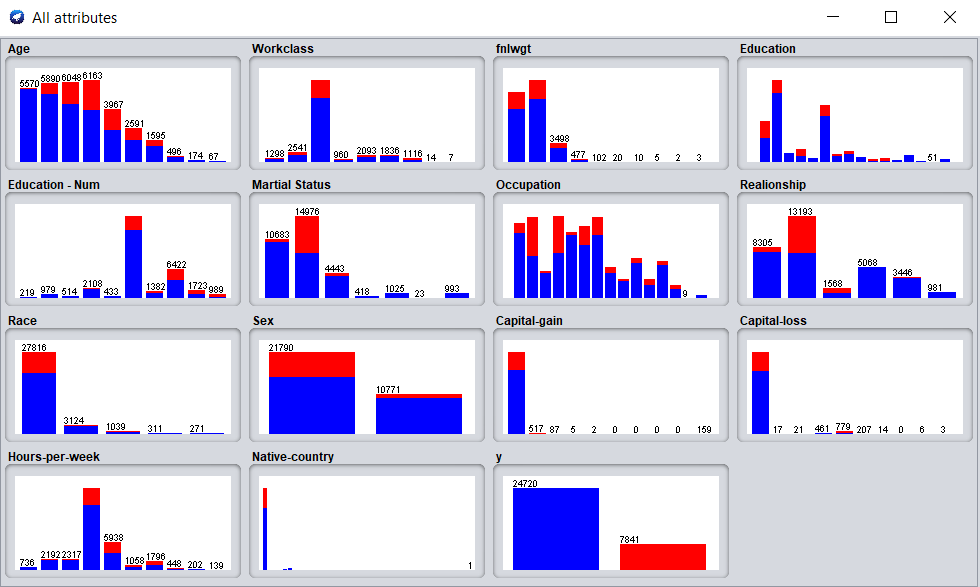 All attributes
Age Workclass fnlwgt Education
5570 5890 6048 6163 3967 2591 1595 496 174 67
1298 2541 960 2093 1836 1116 14 7
3498 477 102 20 10 5 2 3
51
Education - Num Martial Status Occupation Realionship
219 979 514 2108 433 1382 6422 1723 989
10683 14976 4443 418 1025 23 993
9
8305 13193 1568 5068 3446 981
Race Sex Capital-gain Capital-loss
27816 3124 1039 311 271
21790 10771
517 87 5 2 0 0 0 0 159
17 21 461 779 207 14 0 6 3
Hours-per-week Native-country y
736 2192 2317 5938 1058 1796 448 202 139
1
24720 7841